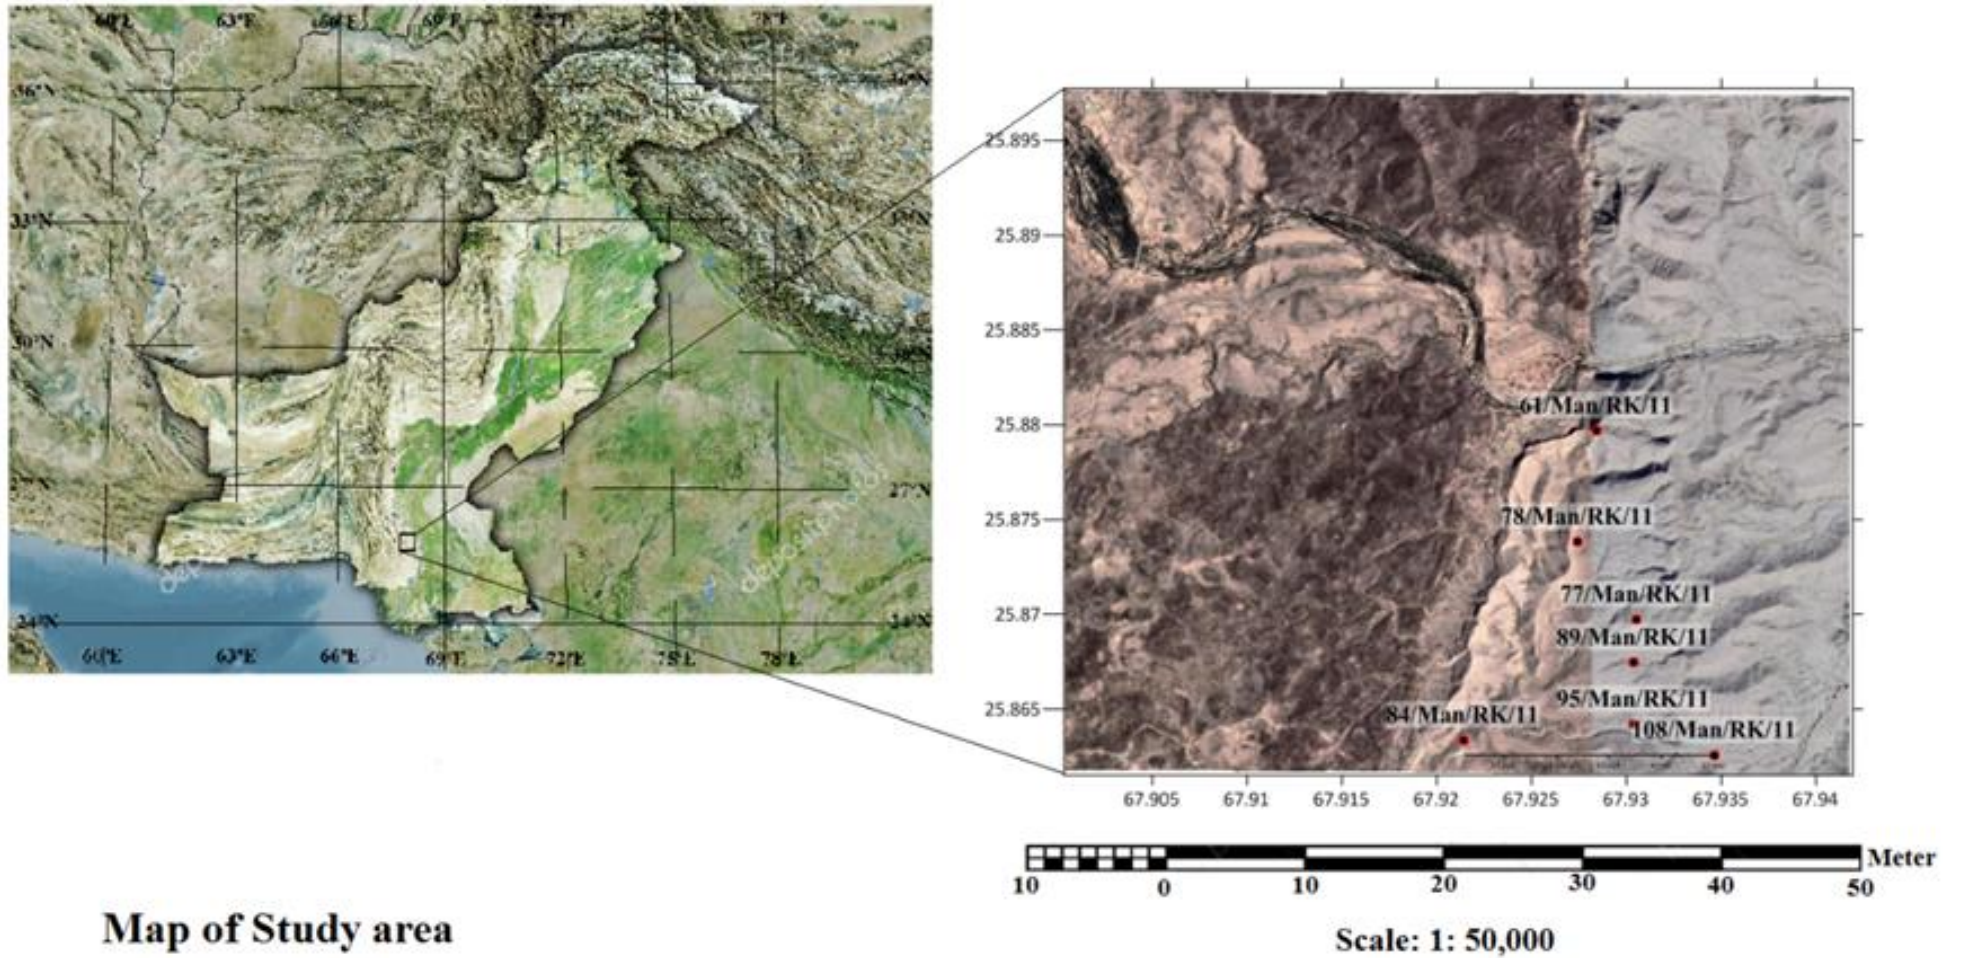 60°E 63°E 66°E 69°E 72°E 78°E
36°N 36°N
33°N 33°N
30°N
27°N 27°N
24°N 24°N
60°E 63°E 66°E 69°E 72°E 75°E 78°E
depositphotos
depositphotos
25.895
25.89
25.885
25.88
25.875
25.87
25.865
61/Man/RK/11
78/Man/RK/11
77/Man/RK/11
89/Man/RK/11
95/Man/RK/11
84/Man/RK/11
108/Man/RK/11
67.905 67.91 67.915 67.92 67.925 67.93 67.935 67.94
Meter
10 0 10 20 30 40 50
Map of Study area
Scale: 1: 50,000